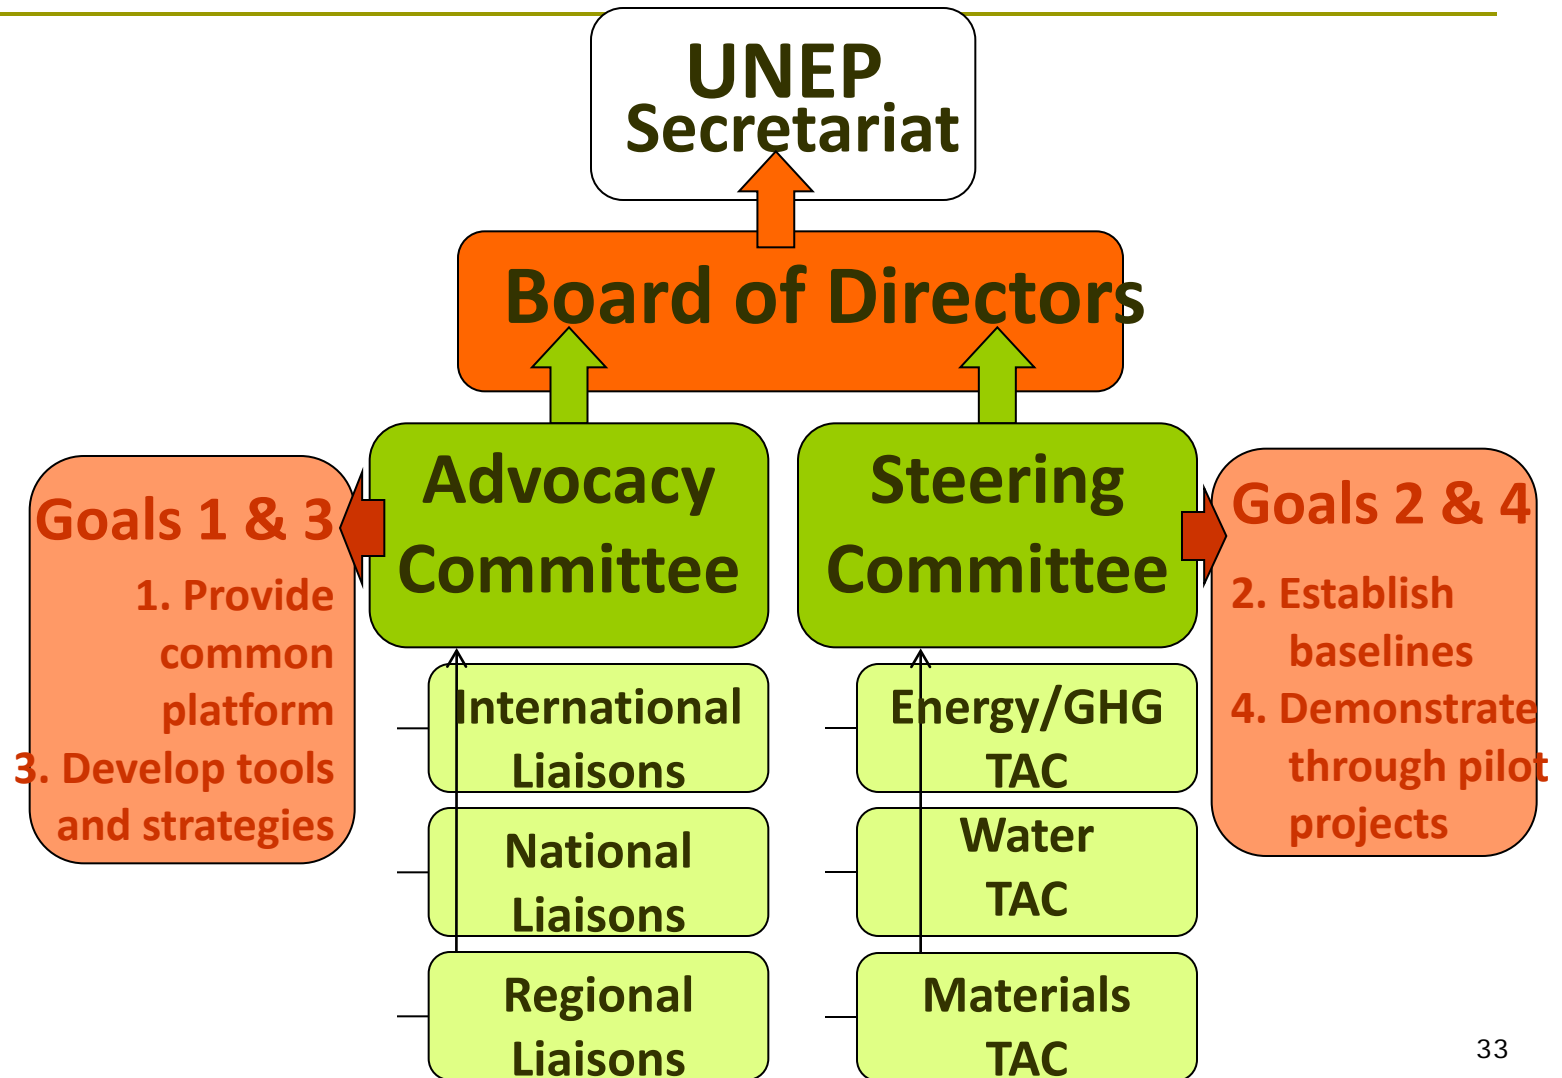 UNEP
Secretariat
Board of Directors
Advocacy
Committee
Steering
Committee
Goals 1 & 3
1. Provide
common
platform
3. Develop tools
and strategies
Goals 2 & 4
2. Establish
baselines
4. Demonstrate
through pilot
projects
International
Liaisons
National
Liaisons
Regional
Liaisons
Energy/GHG
TAC
Water
TAC
Materials
TAC
33